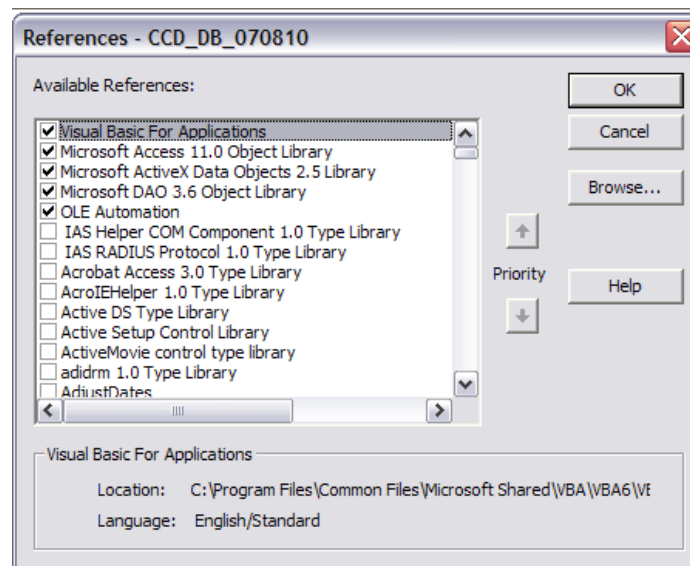 References - CCD_DB_070810
Available References:
Visual Basic For Applications
Microsoft Access 11.0 Object Library
Microsoft ActiveX Data Objects 2.5 Library
Microsoft DAO 3.6 Object Library
OLE Automation
IAS Helper COM Component 1.0 Type Library
IAS RADIUS Protocol 1.0 Type Library
Acrobat Access 3.0 Type Library
AcroIEHelper 1.0 Type Library
Active DS Type Library
Active Setup Control Library
ActiveMovie control type library
adidrm 1.0 Type Library
AdjustDates
OK
Cancel
Browse...
Priority
Help
Visual Basic For Applications
Location: C:\Program Files\Common Files\Microsoft Shared\VBA\VBA6\VE
Language: English/Standard